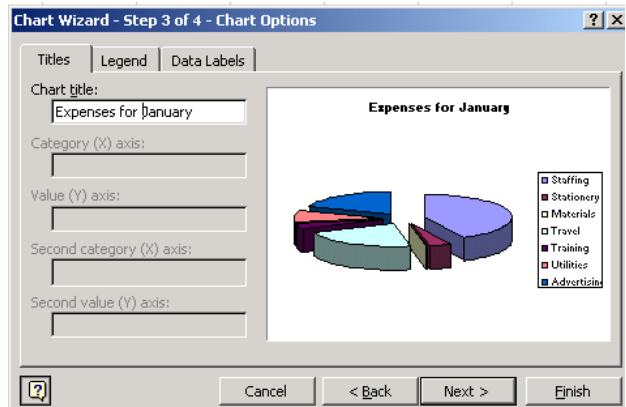 Chart Wizard - Step 3 of 4 - Chart Options
Titles Legend Data Labels
Chart title:
Expenses for January
Category (X) axis:
Value (Y) axis:
Second category (X) axis:
Second value (Y) axis:
Expenses for January
Staffing
Stationery
Materials
Travel
Training
Utilities
Advertisin
Cancel < Back Next > Finish